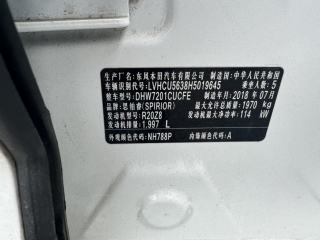 生产厂名:东风本田汽车有限公司 制造国:中华人民共和国
车辆识别代号:LVHCU5638H5019645 乘坐人数:5
整车型号:DHW7201CUCFE 制造年月:2018 年 07月
发动机品牌:思铂睿(SPIRIOR) 最大允许总质量:1970 kg
发动机型号:R20Z8 发动机最大净功率:114 kW
发动机排量:1.997 L
外观颜色代码:NH788P 内饰颜色代码:A